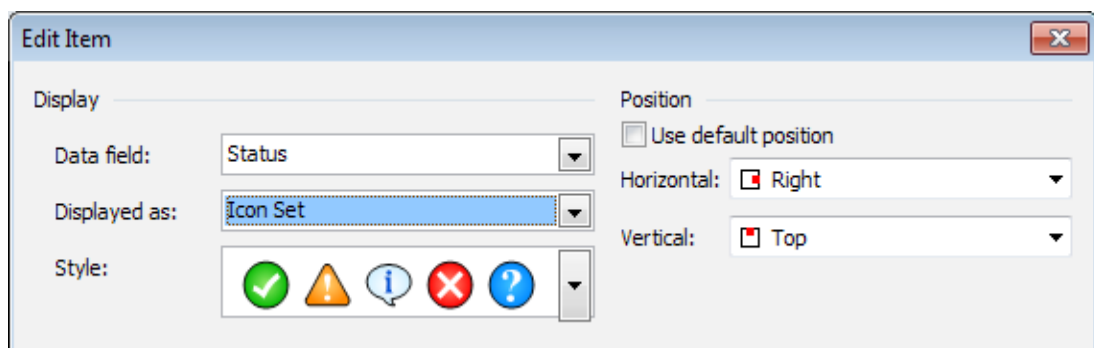 Edit Item
Display
Data field: Status
Displayed as: Icon Set
Style:
Position
Use default position
Horizontal: Right
Vertical: Top